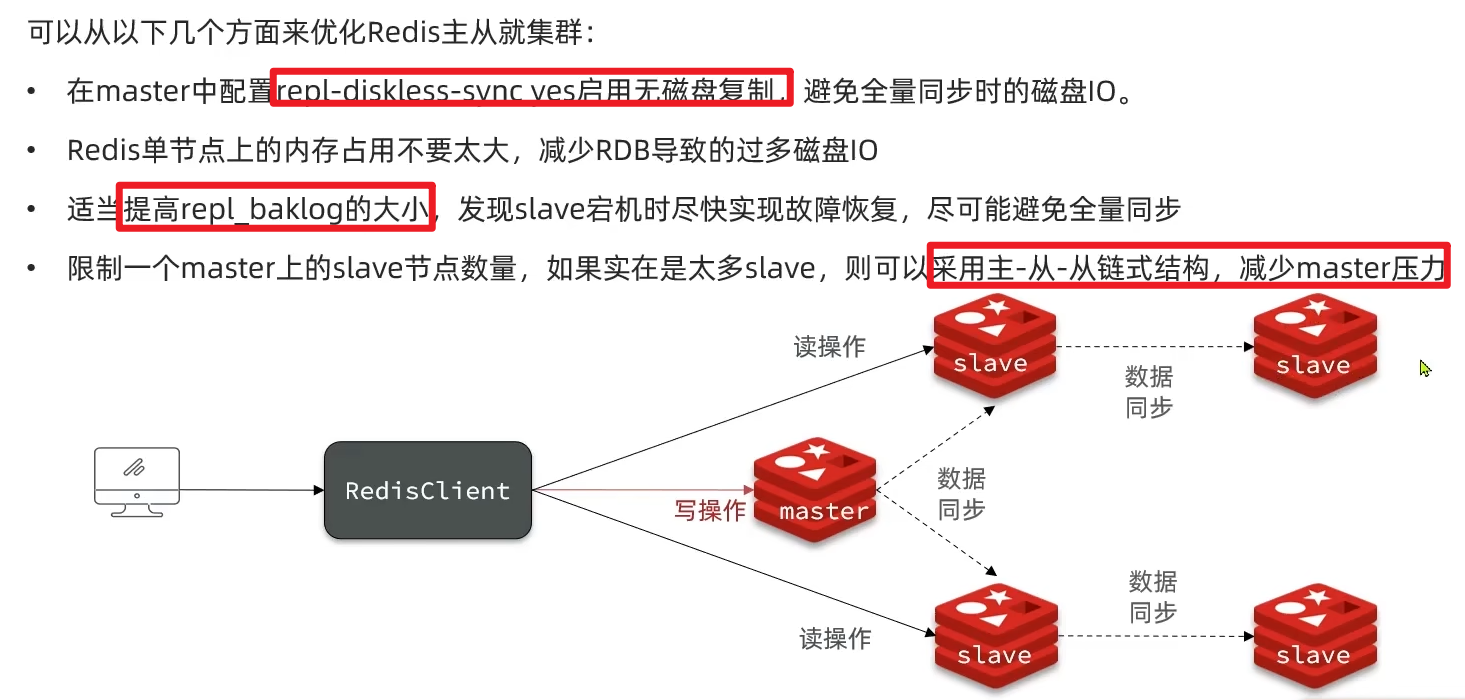 可以从以下几个方面来优化Redis主从就集群：
• 在master中配置repl-diskless-sync yes启用无磁盘复制，避免全量同步时的磁盘IO。
• Redis单节点上的内存占用不要太大，减少RDB导致的过多磁盘IO
• 适当提高repl_baklog的大小，发现slave宕机时尽快实现故障恢复，尽可能避免全量同步
• 限制一个master上的slave节点数量，如果实在是太多slave，则可以采用主-从-从链式结构，减少master压力
读操作
slave
slave
数据
同步
RedisClient
写操作
master
数据
同步
读操作
slave
数据
同步
slave